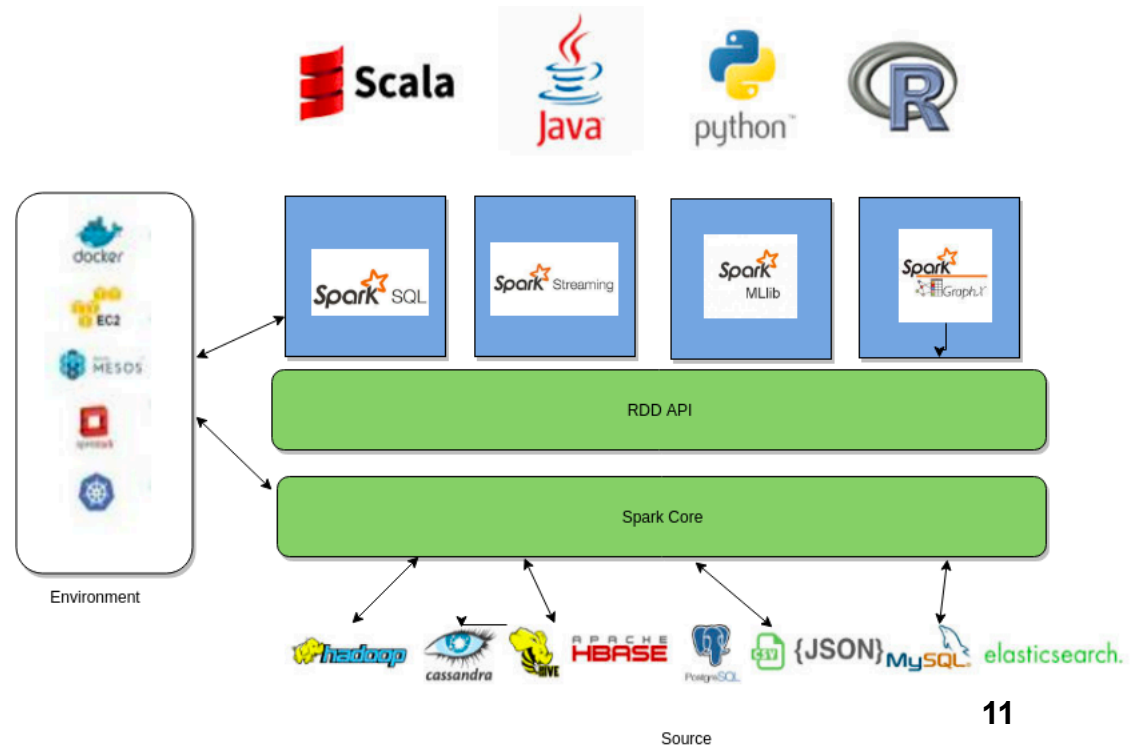 Scala
Java
python™
R
docker
EC2
MESOS
Environment
Spark SQL
Spark Streaming
Spark
MLlib
Spark
GraphX
RDD API
Spark Core
hadoop
cassandra
HIVE
APACHE
HBASE
PostgreSQL
CSV
{JSON}
MySQL®
elasticsearch.
11
Source